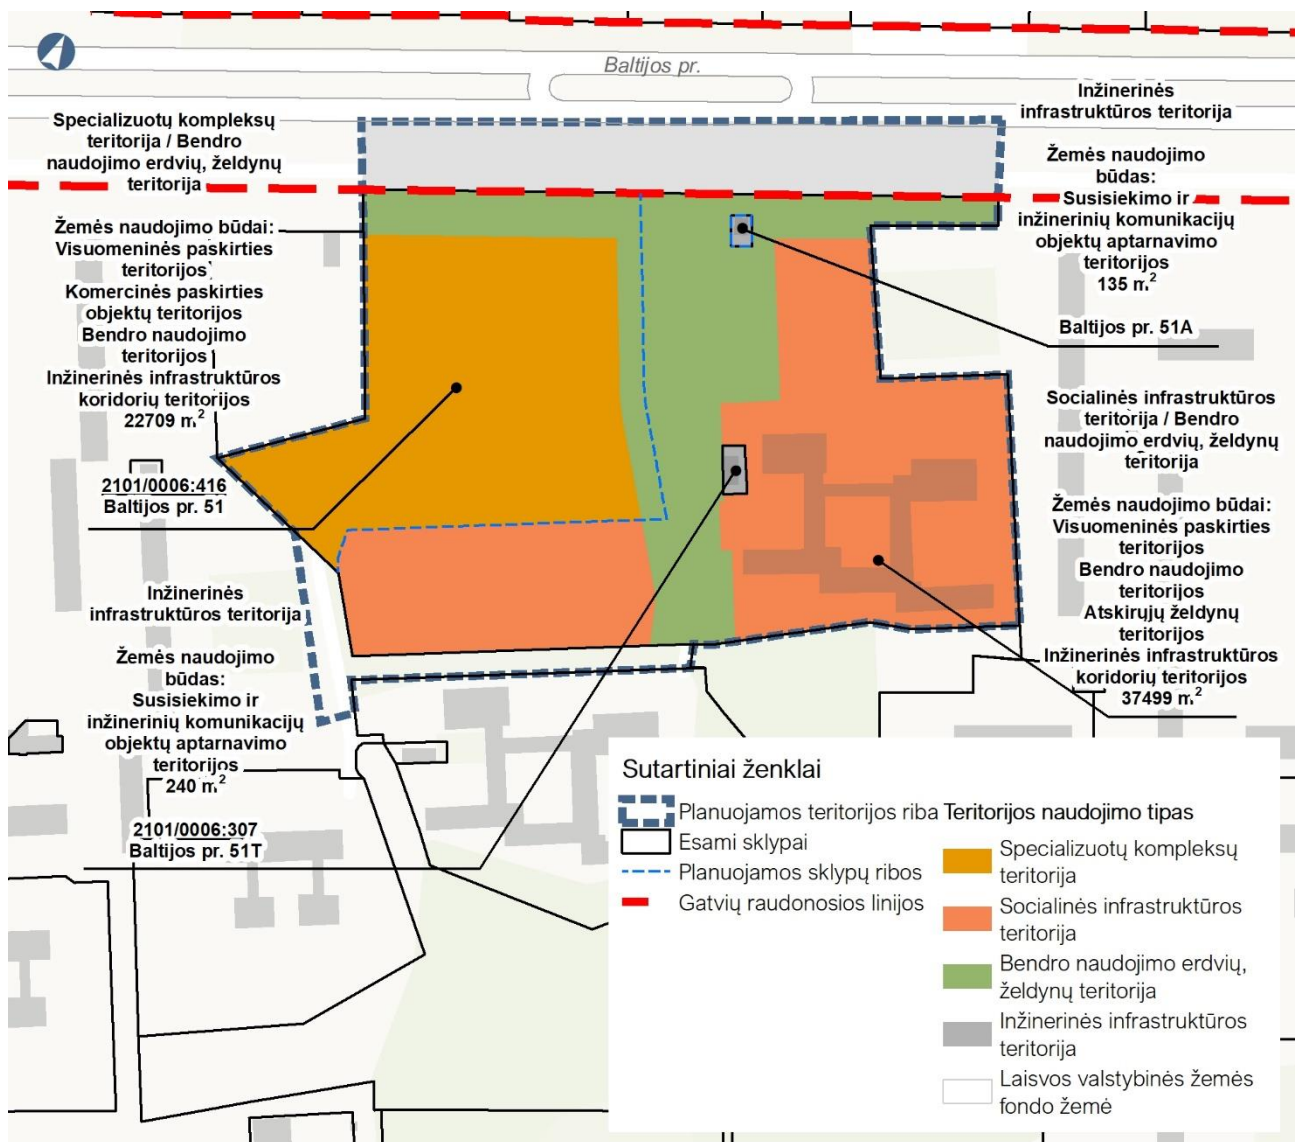 Baltijos pr.
Specializuotų kompleksų
teritorija / Bendro
naudojimo erdvių, želdynų
teritorija
Žemės naudojimo būdai:
Visuomeninės paskirties
teritorijos
Komercinės paskirties
objektų teritorijos
Bendro naudojimo
teritorijos
Inžinerinės infrastruktūros
koridorių teritorijos
22709 m²
2101/0006:416
Baltijos pr. 51
Inžinerinės
infrastruktūros teritorija
Žemės naudojimo
būdas:
Susisiekimo ir
inžinerinių komunikacijų
objektų aptarnavimo
teritorijos
240 m²
2101/0006:307
Baltijos pr. 51T
Inžinerinės
infrastruktūros teritorija
Žemės naudojimo
būdas:
Susisiekimo ir
inžinerinių komunikacijų
objektų aptarnavimo
teritorijos
135 m²
Baltijos pr. 51A
Socialinės infrastruktūros
teritorija / Bendro
naudojimo erdvių, želdynų
teritorija
Žemės naudojimo būdai:
Visuomeninės paskirties
teritorijos
Bendro naudojimo
teritorijos
Atskirųjų želdynų
teritorijos
Inžinerinės infrastruktūros
koridorių teritorijos
37499 m²
Sutartiniai ženklai
Planuojamos teritorijos riba
Esami sklypai
Planuojamos sklypų ribos
Gatvių raudonosios linijos
Teritorijos naudojimo tipas
Specializuotų kompleksų
teritorija
Socialinės infrastruktūros
teritorija
Bendro naudojimo erdvių,
želdynų teritorija
Inžinerinės infrastruktūros
teritorija
Laisvos valstybinės žemės
fondo žemė